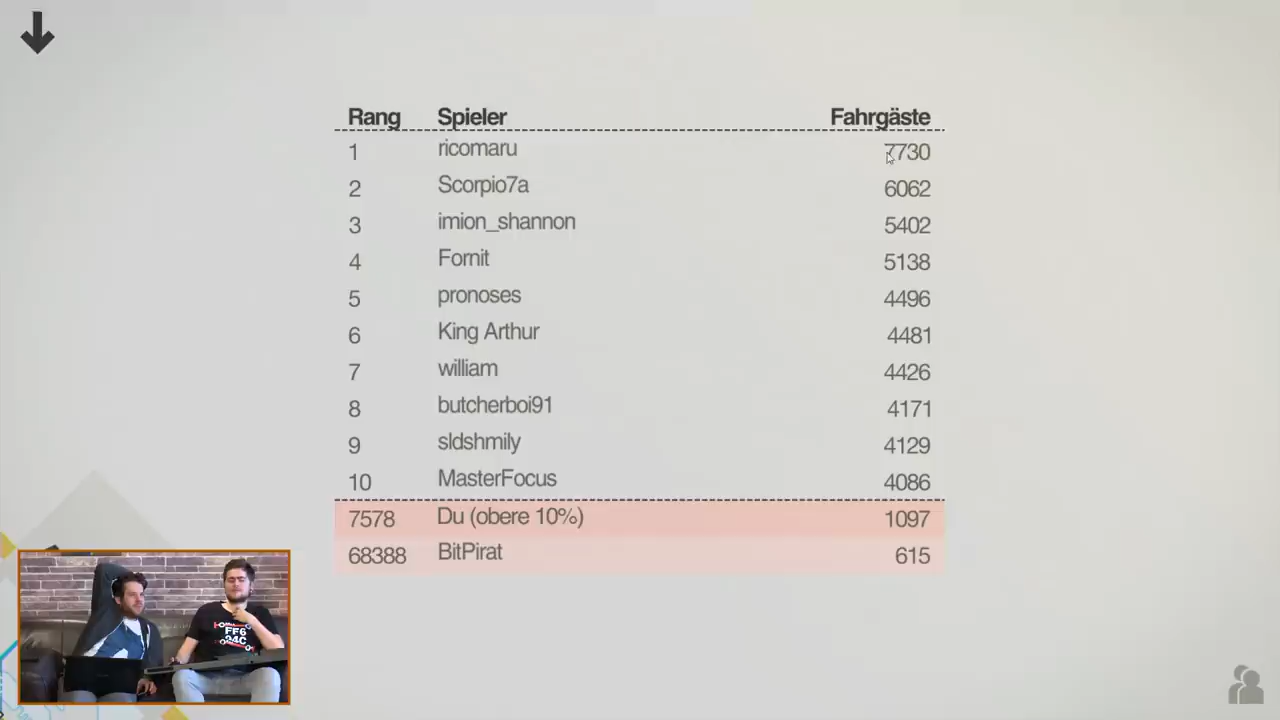 Rang Spieler Fahrgäste
1 ricomaru 7730
2 Scorpio7a 6062
3 imion_shannon 5402
4 Fornit 5138
5 pronoses 4496
6 King Arthur 4481
7 william 4426
8 butcherboi91 4171
9 sldshmily 4129
10 MasterFocus 4086
7578 Du (obere 10%) 1097
68388 BitPirat 615
FF6